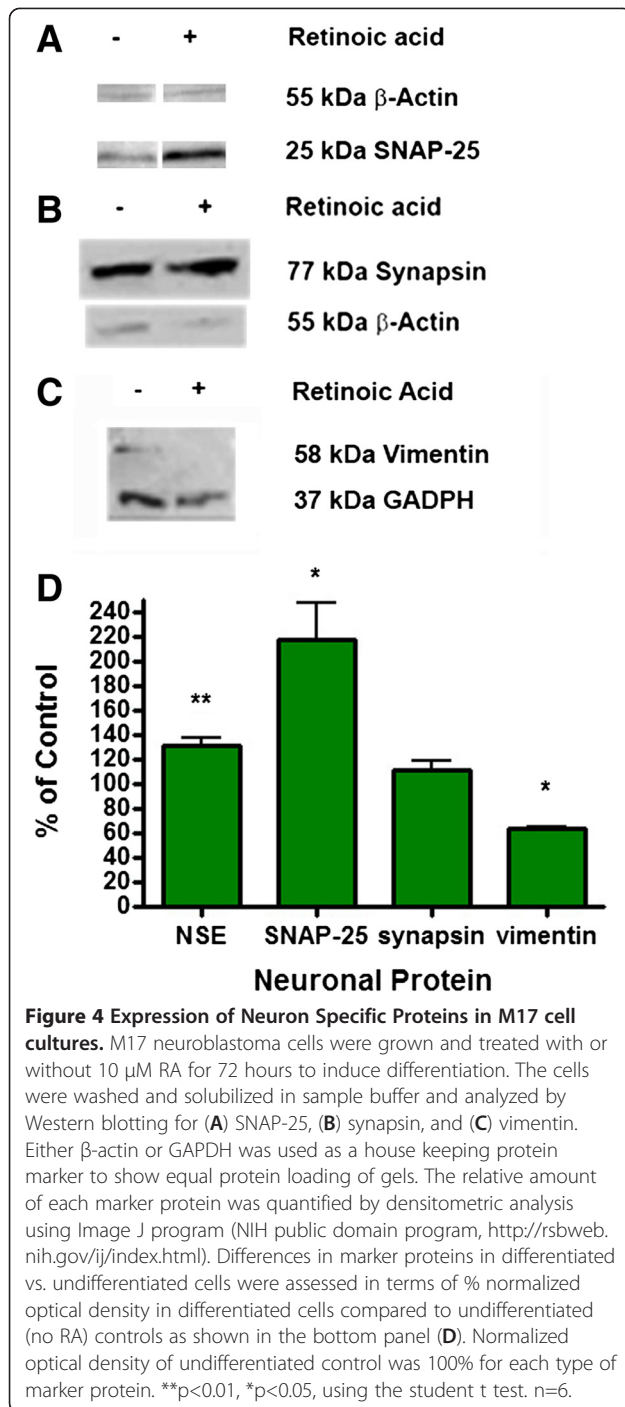 A - + Retinoic acid
55 kDa β-Actin
25 kDa SNAP-25
B - + Retinoic acid
77 kDa Synapsin
55 kDa β-Actin
C - + Retinoic Acid
58 kDa Vimentin
37 kDa GADPH
D
% of Control
240
220
200
180
160
140
120
100
80
60
40
20
0
** * *
NSE SNAP-25 synapsin vimentin
Neuronal Protein
Figure 4 Expression of Neuron Specific Proteins in M17 cell
cultures. M17 neuroblastoma cells were grown and treated with or
without 10 μM RA for 72 hours to induce differentiation. The cells
were washed and solubilized in sample buffer and analyzed by
Western blotting for (A) SNAP-25, (B) synapsin, and (C) vimentin.
Either β-actin or GAPDH was used as a house keeping protein
marker to show equal protein loading of gels. The relative amount
of each marker protein was quantified by densitometric analysis
using Image J program (NIH public domain program, http://rsbweb.
nih.gov/ij/index.html). Differences in marker proteins in differentiated
vs. undifferentiated cells were assessed in terms of % normalized
optical density in differentiated cells compared to undifferentiated
(no RA) controls as shown in the bottom panel (D). Normalized
optical density of undifferentiated control was 100% for each type of
marker protein. **p<0.01, *p<0.05, using the student t test. n=6.